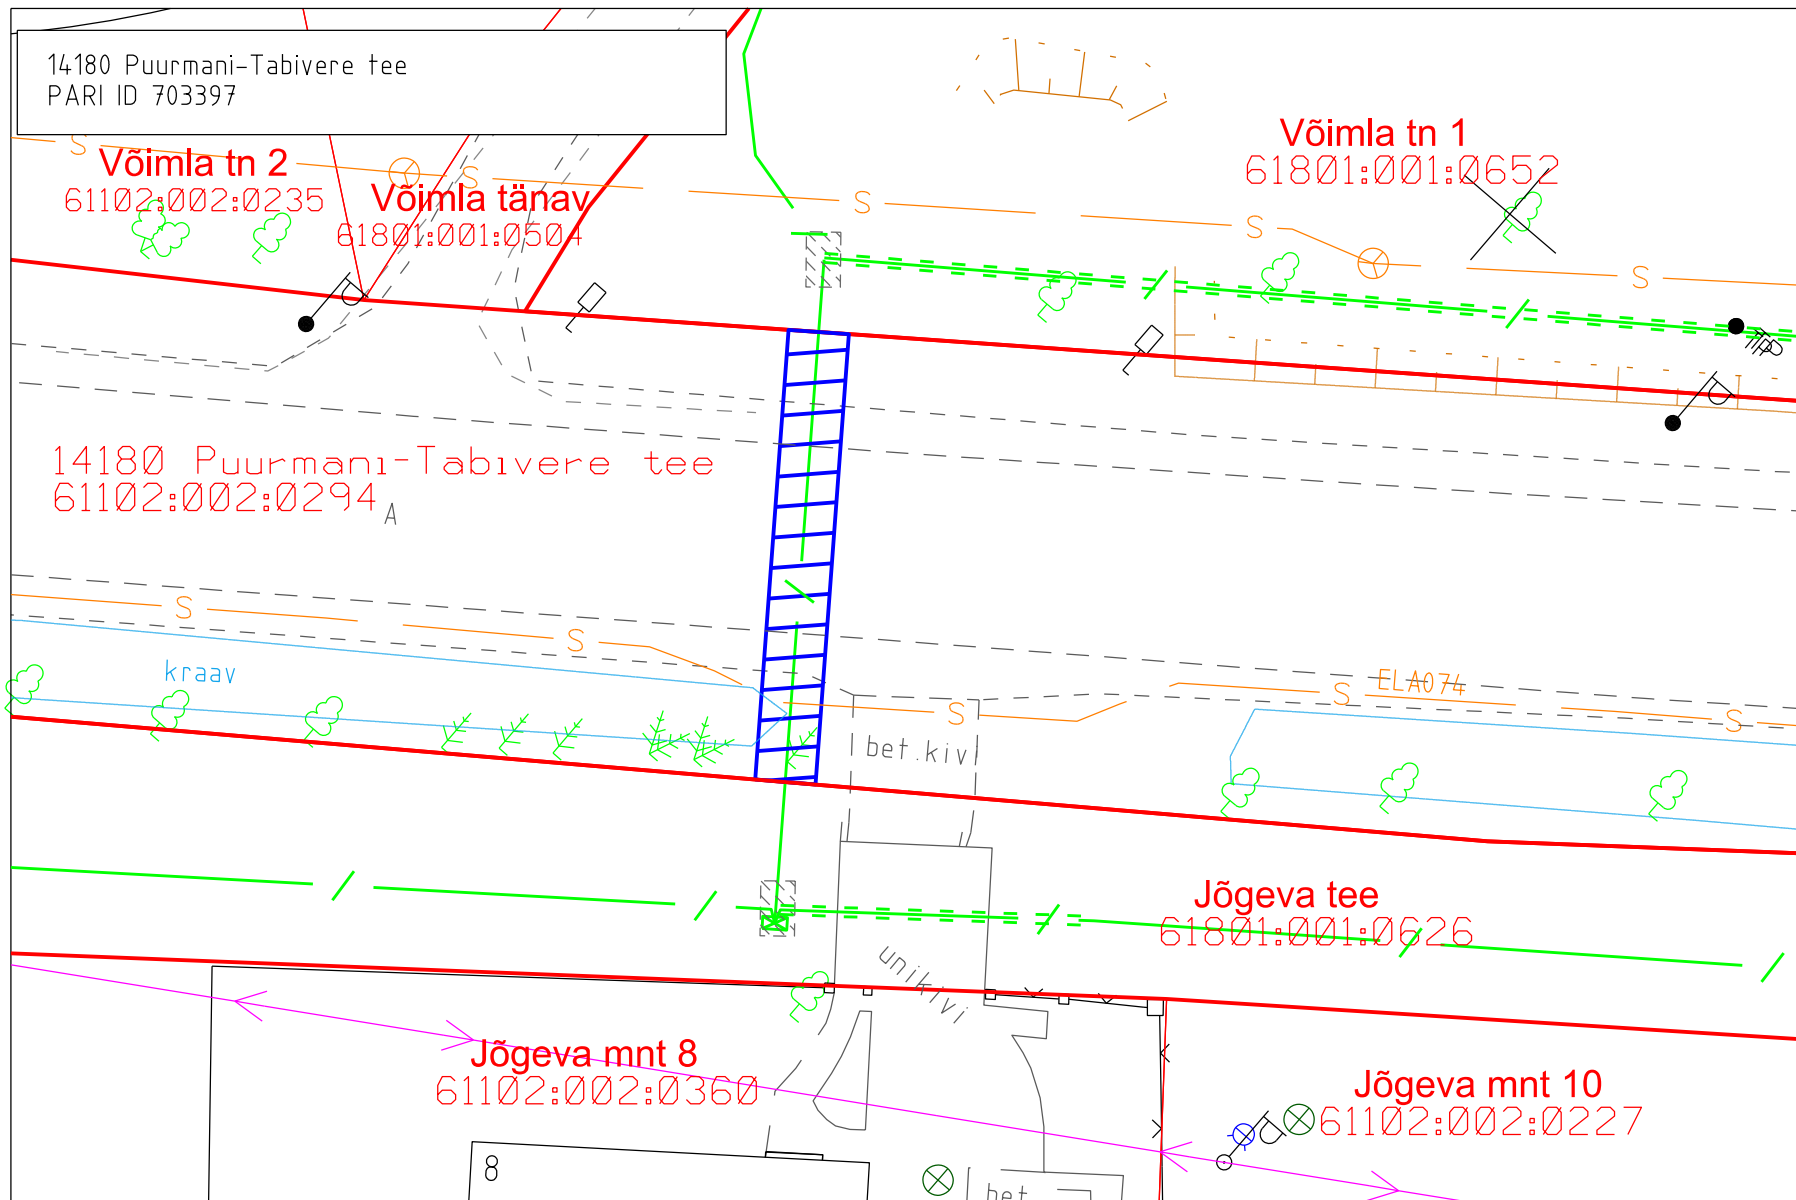 14180 Puurmani-Tabivere tee
PARI ID 703397
S
Võimla tn 2
61102:002:0235
S
Võimla tänav
61801:001:0504
Võimla tn 1
61801:001:0652
S
S
S
14180 Puurmani-Tabivere tee
61102:002:0294
A
S
S
kraav
S
ELA074
S
S
bet.kivi
Jõgeva tee
61801:001:0626
unikivi
Jõgeva mnt 8
61102:002:0360
Jõgeva mnt 10
61102:002:0227
8
bet